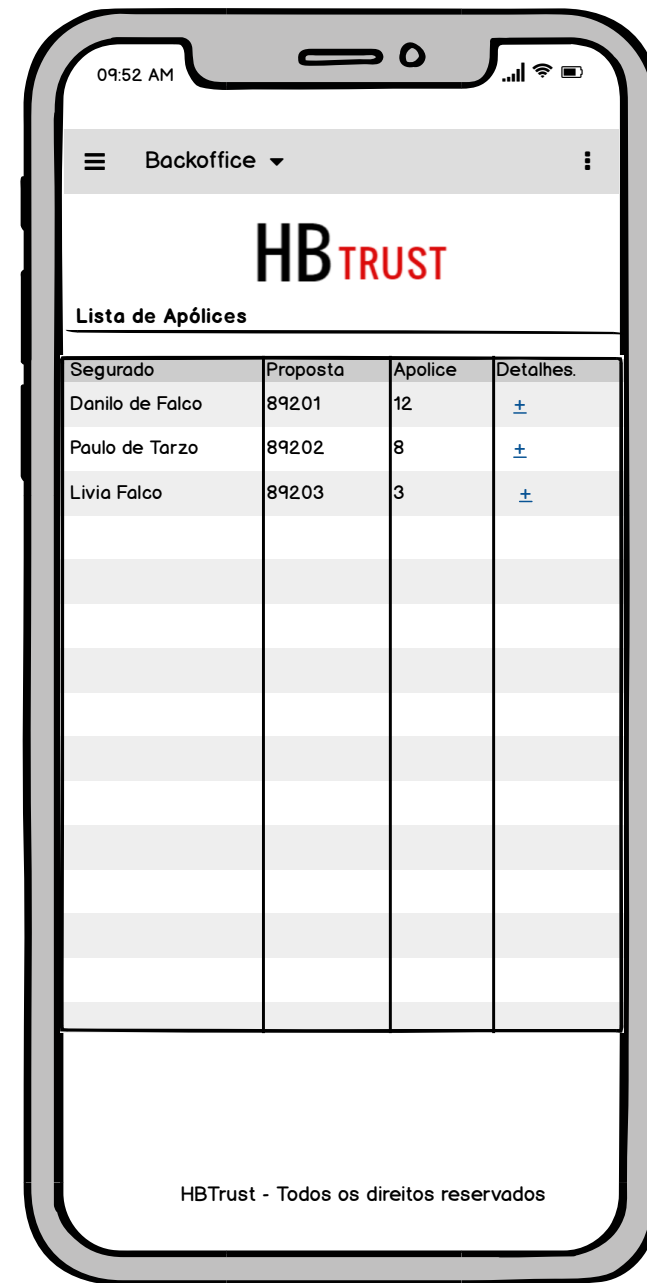 09:52 AM
Backoffice
HB TRUST
Lista de Apólices
Segurado Proposta Apolice Detalhes.
Danilo de Falco 89201 12 +
Paulo de Tarzo 89202 8 +
Livia Falco 89203 3 +
HBTrust - Todos os direitos reservados